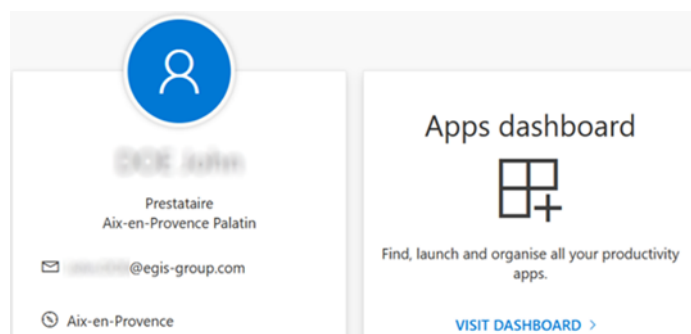 Prestataire
Aix-en-Provence Palatin
@egis-group.com
Aix-en-Provence
Apps dashboard
Find, launch and organise all your productivity
apps.
VISIT DASHBOARD >